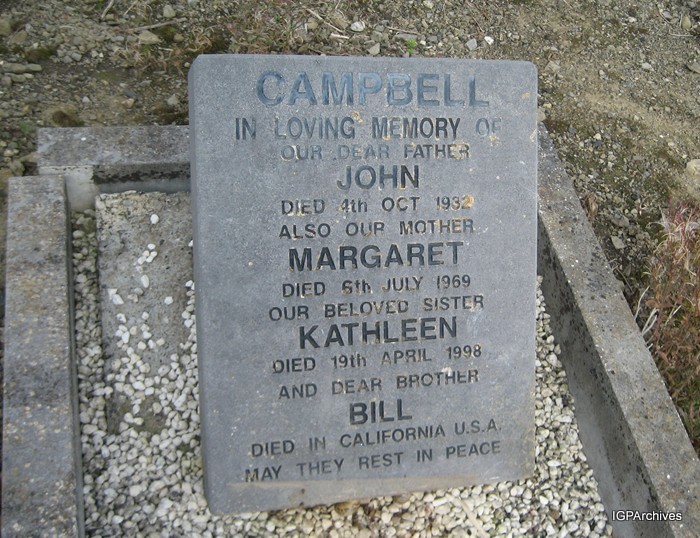 CAMPBELL
IN LOVING MEMORY OF
OUR DEAR FATHER
JOHN
DIED 4th OCT 1932
ALSO OUR MOTHER
MARGARET
DIED 6th JULY 1969
OUR BELOVED SISTER
KATHLEEN
DIED 19th APRIL 1998
AND DEAR BROTHER
BILL
DIED IN CALIFORNIA U.S.A.
MAY THEY REST IN PEACE
IGPArchives